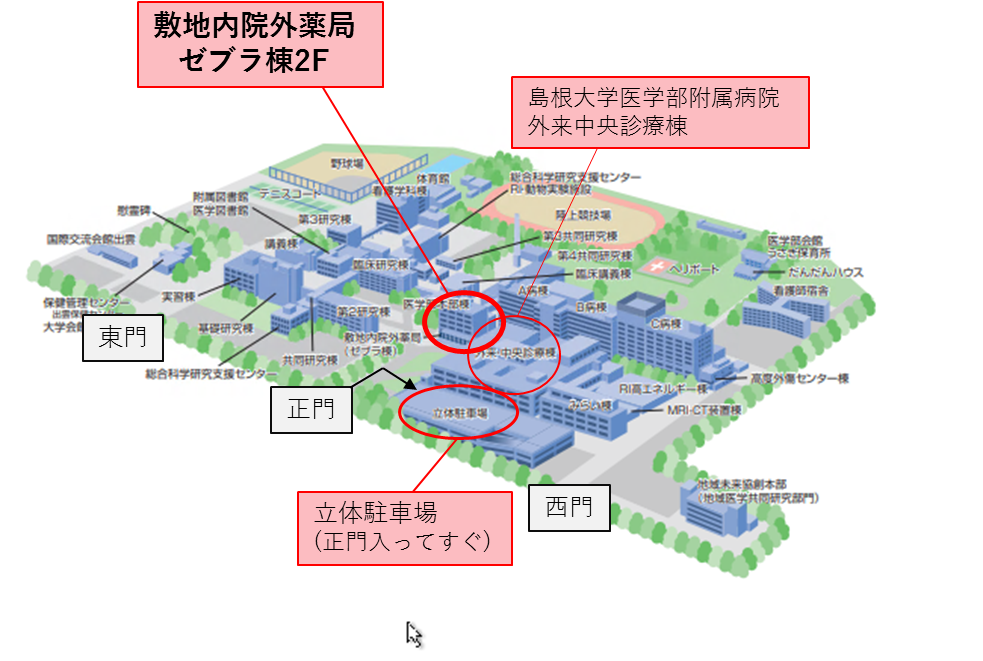 敷地内院外薬局
ゼブラ棟2F
島根大学医学部附属病院
外来中央診療棟
野球場
体育館
総合科学研究支援センター
RI・動物実験施設
テニスコート
看護学科棟
附属図書館
医学図書館
慰霊碑
第3研究棟
陸上競技場
国際交流会館出雲
講義棟
第3共同研究棟
医学部会館
うさぎ保育所
第4共同研究棟
臨床研究棟
ヘリポート
だんだんハウス
臨床講義棟
保健管理センター
実習棟
医学部本部棟
A病棟
看護師宿舎
B病棟
第2研究棟
C病棟
東門
基礎研究棟
敷地内院外薬局
(ゼブラ棟)
共同研究棟
外来・中央診療棟
総合科学研究支援センター
高度外傷センター棟
RI高エネルギー棟
正門
立体駐車場
みらい棟
MRI-CT装置棟
地域未来協創本部
(地域医学共同研究部門)
立体駐車場
(正門入ってすぐ)
西門